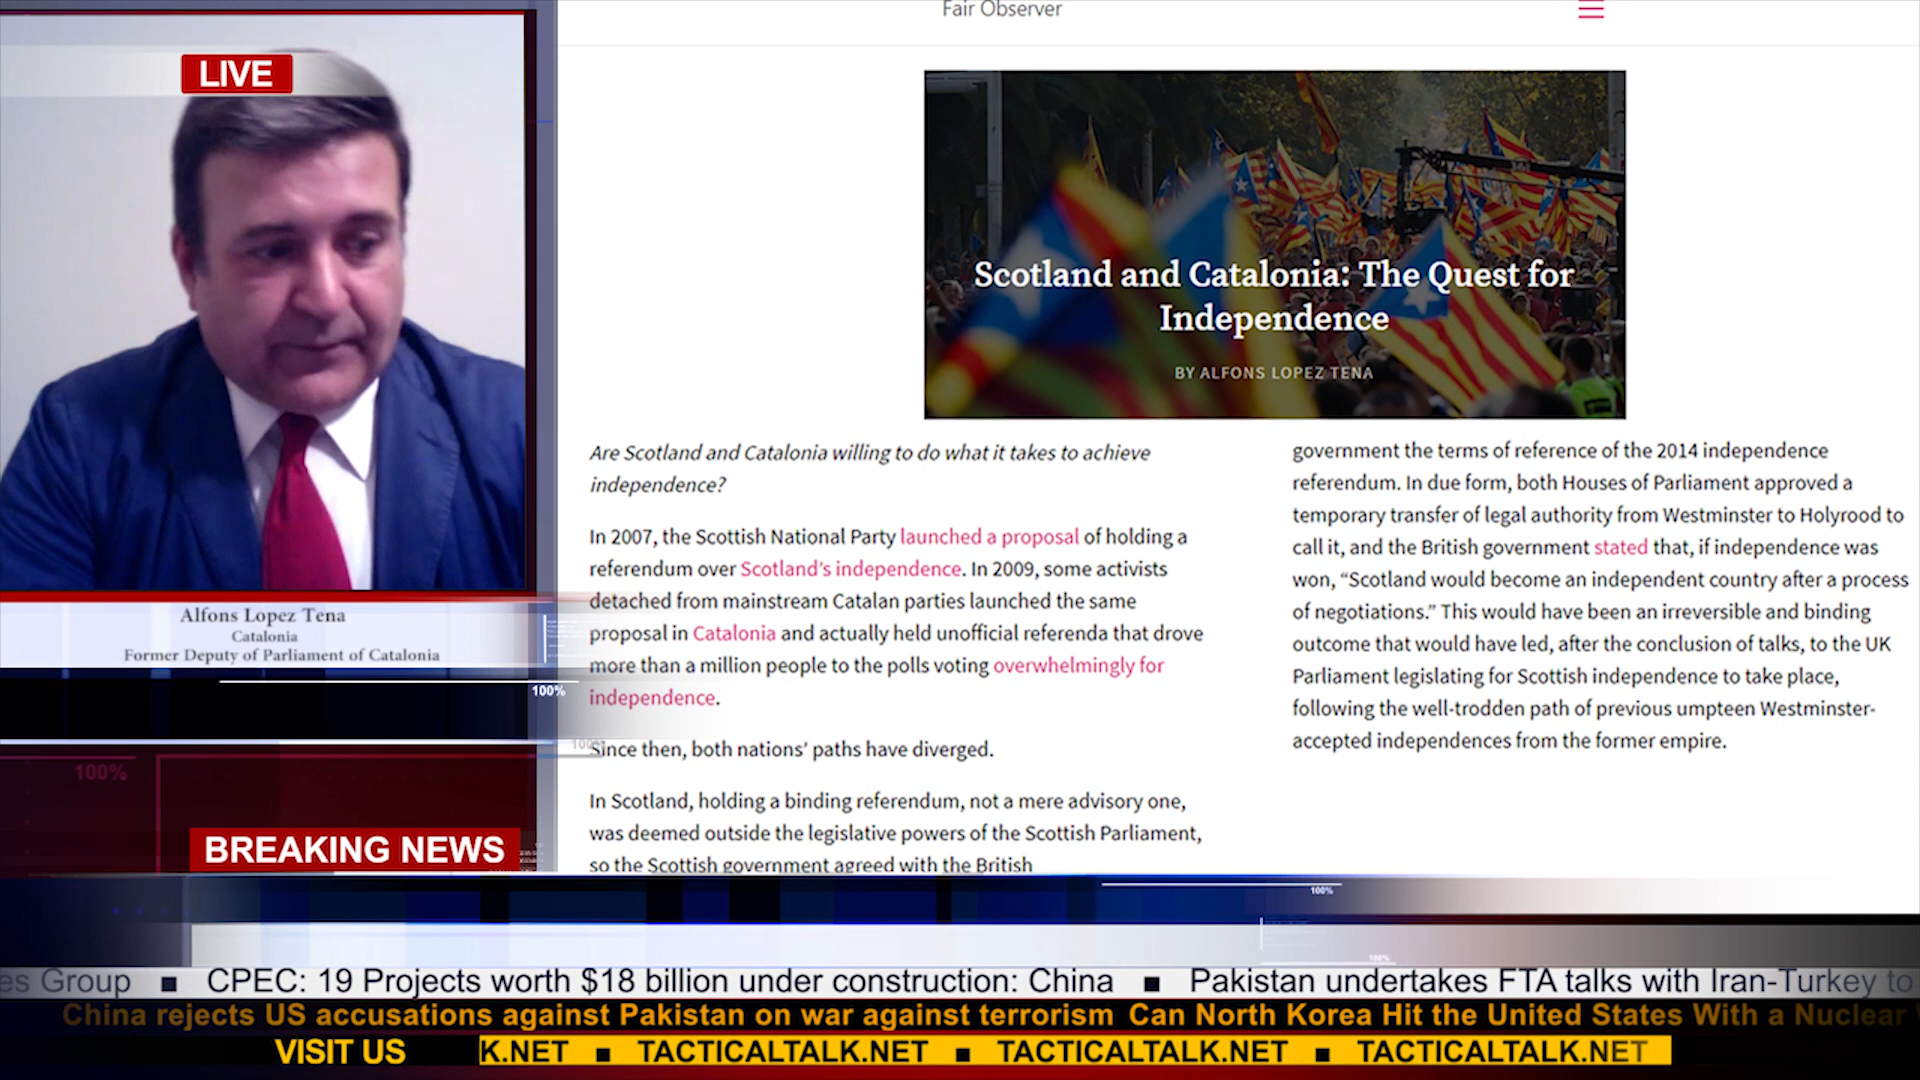 LIVE
Alfons Lopez Tena
Catalonia
Former Deputy of Parliament of Catalonia
100%
100%
100%
BREAKING NEWS
Fair Observer
Scotland and Catalonia: The Quest for
Independence
BY ALFONS LOPEZ TENA
Are Scotland and Catalonia willing to do what it takes to achieve
independence?
In 2007, the Scottish National Party launched a proposal of holding a
referendum over Scotland's independence. In 2009, some activists
detached from mainstream Catalan parties launched the same
proposal in Catalonia and actually held unofficial referenda that drove
more than a million people to the polls voting overwhelmingly for
independence.
Since then, both nations' paths have diverged.
In Scotland, holding a binding referendum, not a mere advisory one,
was deemed outside the legislative powers of the Scottish Parliament,
so the Scottish government agreed with the British
government the terms of reference of the 2014 independence
referendum. In due form, both Houses of Parliament approved a
temporary transfer of legal authority from Westminster to Holyrood to
call it, and the British government stated that, if independence was
won, “Scotland would become an independent country after a process
of negotiations.” This would have been an irreversible and binding
outcome that would have led, after the conclusion of talks, to the UK
Parliament legislating for Scottish independence to take place,
following the well-trodden path of previous umpteen Westminster-
accepted independences from the former empire.
100%
100%
es Group ■ CPEC: 19 Projects worth $18 billion under construction: China ■ Pakistan undertakes FTA talks with Iran-Turkey to
China rejects US accusations against Pakistan on war against terrorism Can North Korea Hit the United States With a Nuclear
VISIT US K.NET ■ TACTICALTALK.NET ■ TACTICALTALK.NET ■ TACTICALTALK.NET